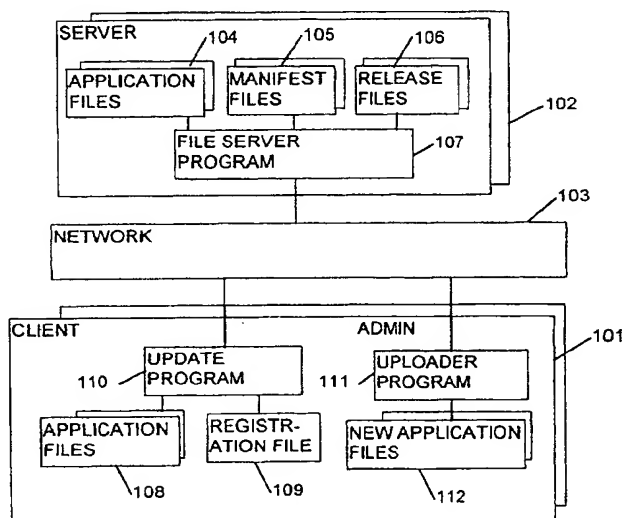 SERVER
104
105
106
APPLICATION
FILES
MANIFEST
FILES
RELEASE
FILES
102
FILE SERVER
PROGRAM
107
103
NETWORK
CLIENT
ADMIN
101
UPDATE
PROGRAM
110
UPLOADER
PROGRAM
111
APPLICATION
FILES
REGISTR-
ATION FILE
NEW APPLICATION
FILES
108
109
112